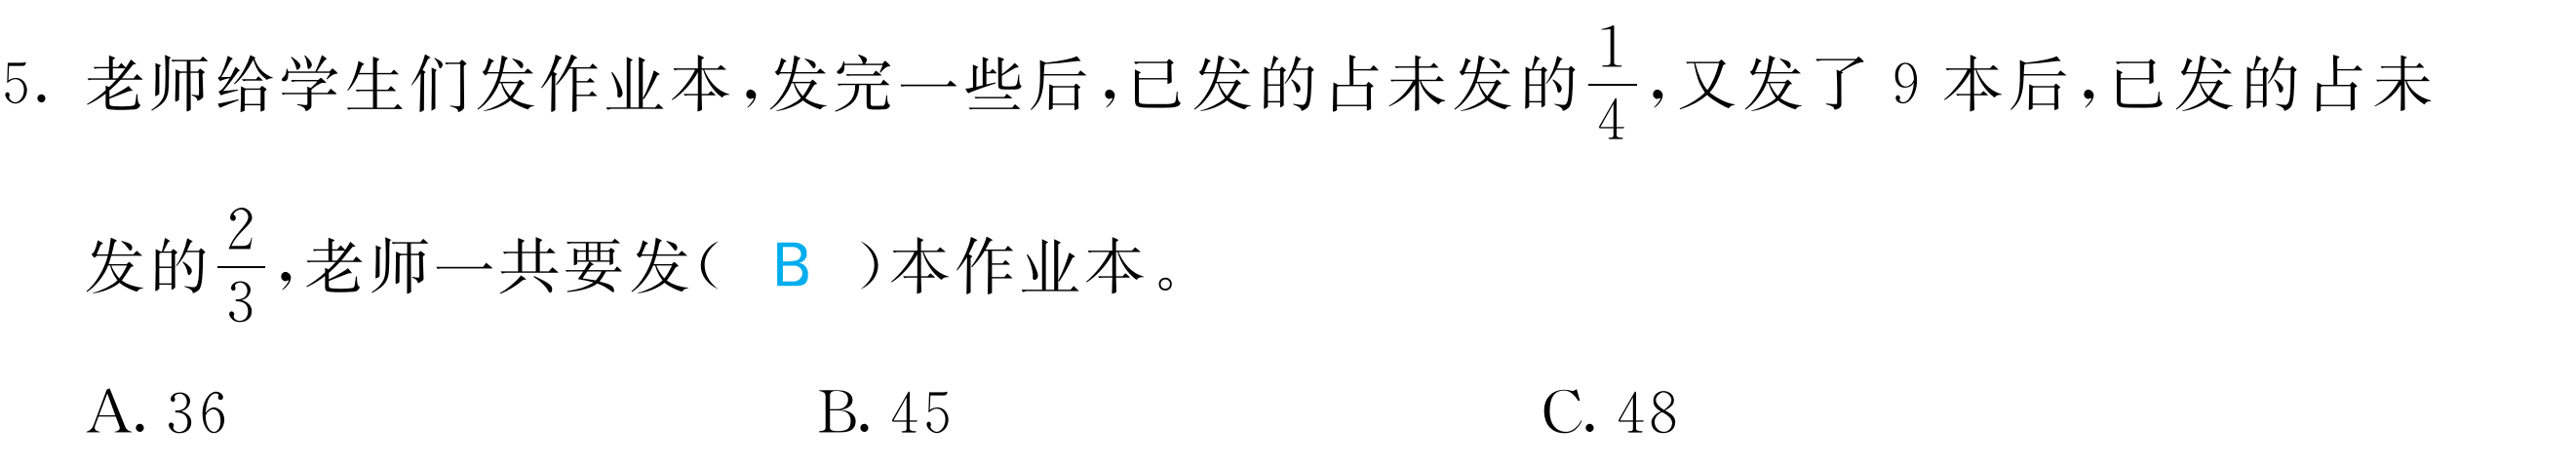 5. 老师给学生们发作业本,发完一些后,已发的占未发的1/4,又发了 9 本后,已发的占未
发的2/3,老师一共要发( B )本作业本。
A. 36 B. 45 C. 48